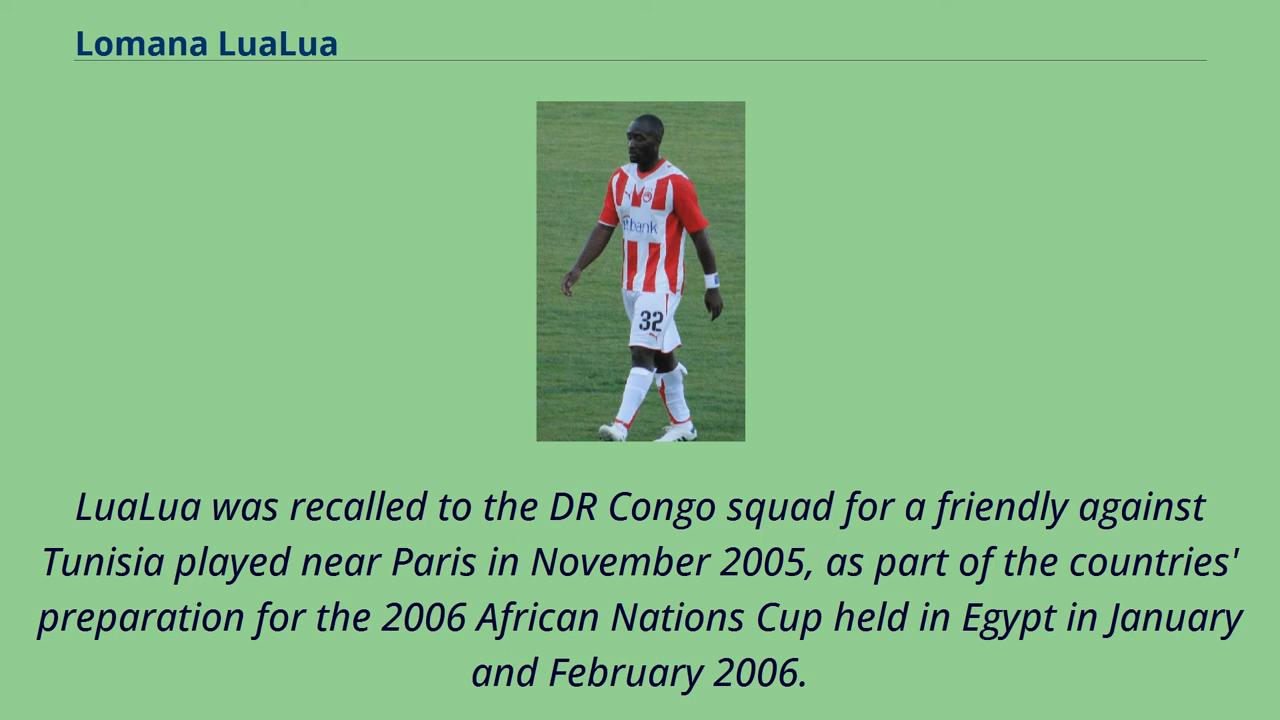 Lomana LuaLua
bank
32
LuaLua was recalled to the DR Congo squad for a friendly against
Tunisia played near Paris in November 2005, as part of the countries'
preparation for the 2006 African Nations Cup held in Egypt in January
and February 2006.